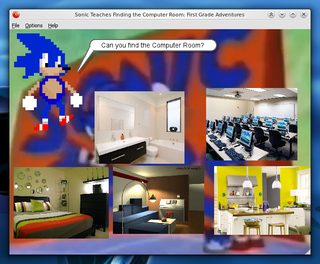 Sonic Teaches Finding the Computer Room: First Grade Adventures
File Options Help
Can you find the Computer Room?